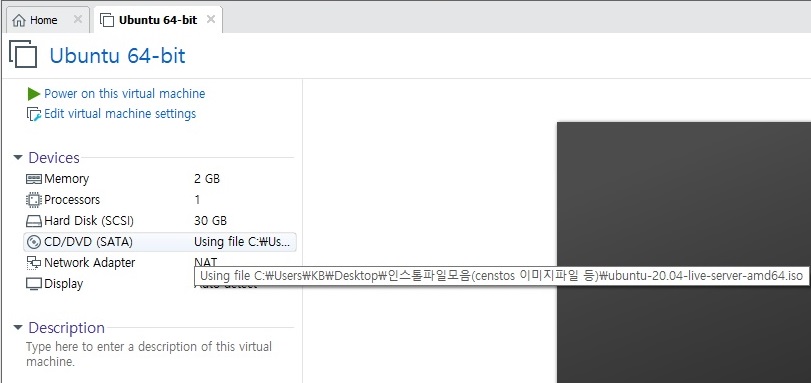 Home
Ubuntu 64-bit
Ubuntu 64-bit
Power on this virtual machine
Edit virtual machine settings
Devices
Memory 2 GB
Processors 1
Hard Disk (SCSI) 30 GB
CD/DVD (SATA) Using file C:₩Us...
Network Adapter NAT
Using file C:₩Users₩KB₩Desktop₩인스톨파일모음(censtos 이미지파일 등)₩ubuntu-20.04-live-server-amd64.iso
Display Auto detect
Description
Type here to enter a description of this virtual
machine.